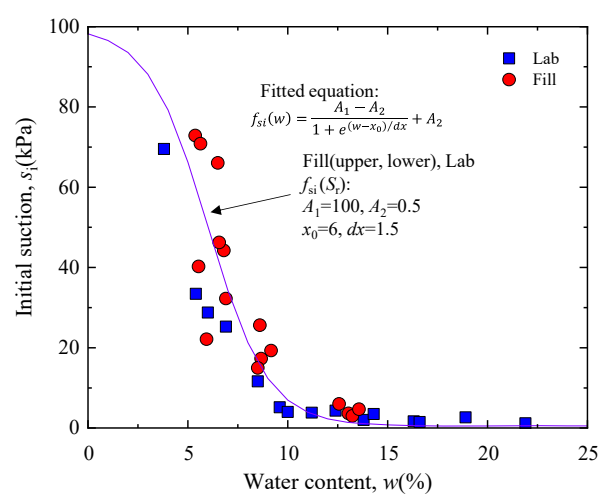 100
80
60
40
20
0
Initial suction, sᵢ(kPa)
Lab
Fill
Fitted equation:
fₛᵢ(w) = (A₁ − A₂)/(1 + e^{(w−x₀)/dx}) + A₂
Fill(upper, lower), Lab
fₛᵢ(Sᵣ):
A₁=100, A₂=0.5
x₀=6, dx=1.5
0 5 10 15 20 25
Water content, w(%)